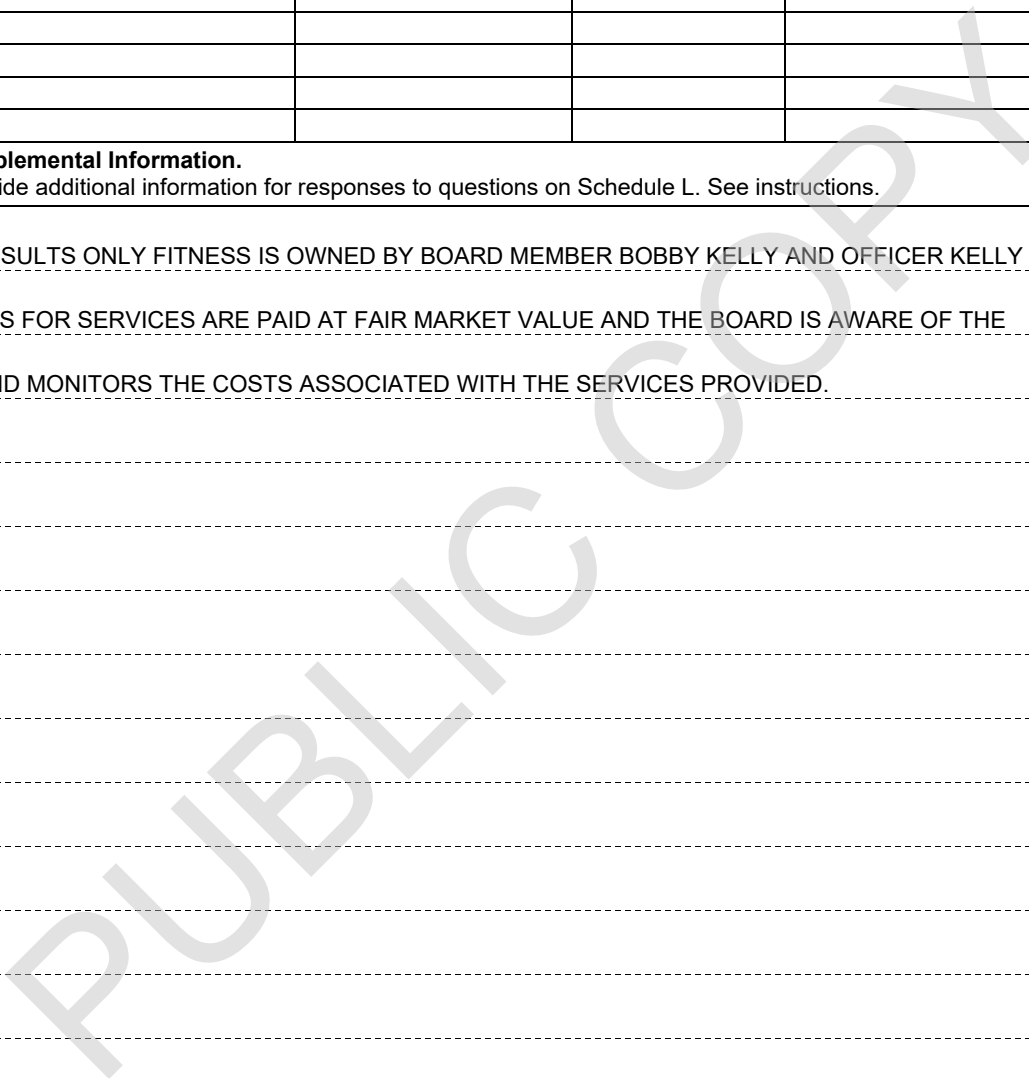 plemental Information.
ide additional information for responses to questions on Schedule L. See instructions.
SULTS ONLY FITNESS IS OWNED BY BOARD MEMBER BOBBY KELLY AND OFFICER KELLY
S FOR SERVICES ARE PAID AT FAIR MARKET VALUE AND THE BOARD IS AWARE OF THE
ND MONITORS THE COSTS ASSOCIATED WITH THE SERVICES PROVIDED.
PUBLIC COPY